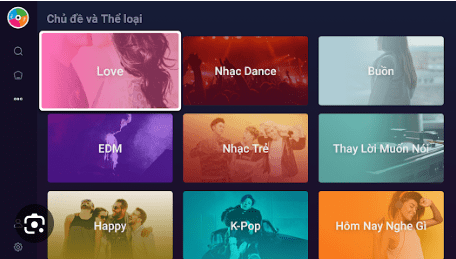 Chủ đề và Thể loại
Love
Nhạc Dance
Buồn
EDM
Nhạc Trẻ
Thay Lời Muốn Nói
Happy
K-Pop
Hôm Nay Nghe Gì